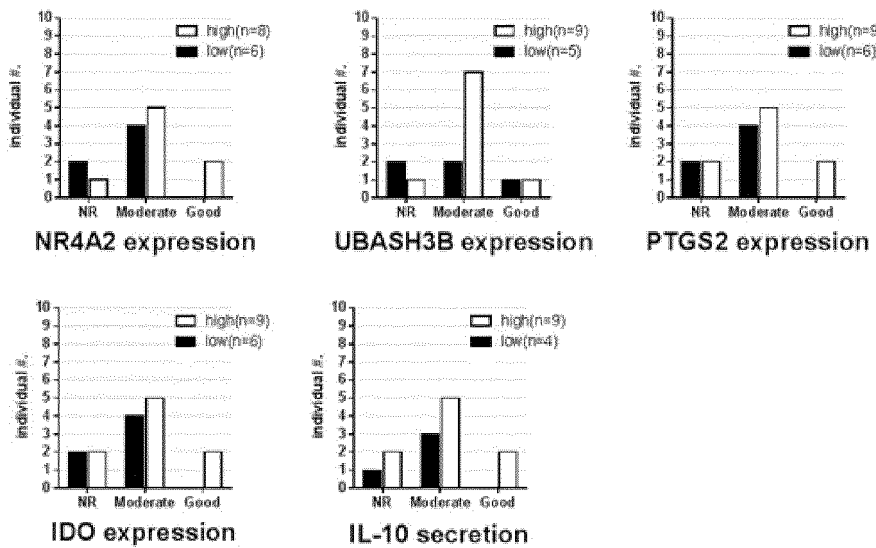 10
9
8
7
6
5
4
3
2
1
0
individual #.
high(n=8)
low(n=6)
NR Moderate Good
NR4A2 expression
10
9
8
7
6
5
4
3
2
1
0
individual #.
high(n=9)
low(n=5)
NR Moderate Good
UBASH3B expression
10
9
8
7
6
5
4
3
2
1
0
individual #.
high(n=9
low(n=6)
NR Moderate Good
PTGS2 expression
10
9
8
7
6
5
4
3
2
1
0
individual #.
high(n=9)
low(n=6)
NR Moderate Good
IDO expression
10
9
8
7
6
5
4
3
2
1
0
individual #.
high(n=9)
low(n=4)
NR Moderate Good
IL-10 secretion